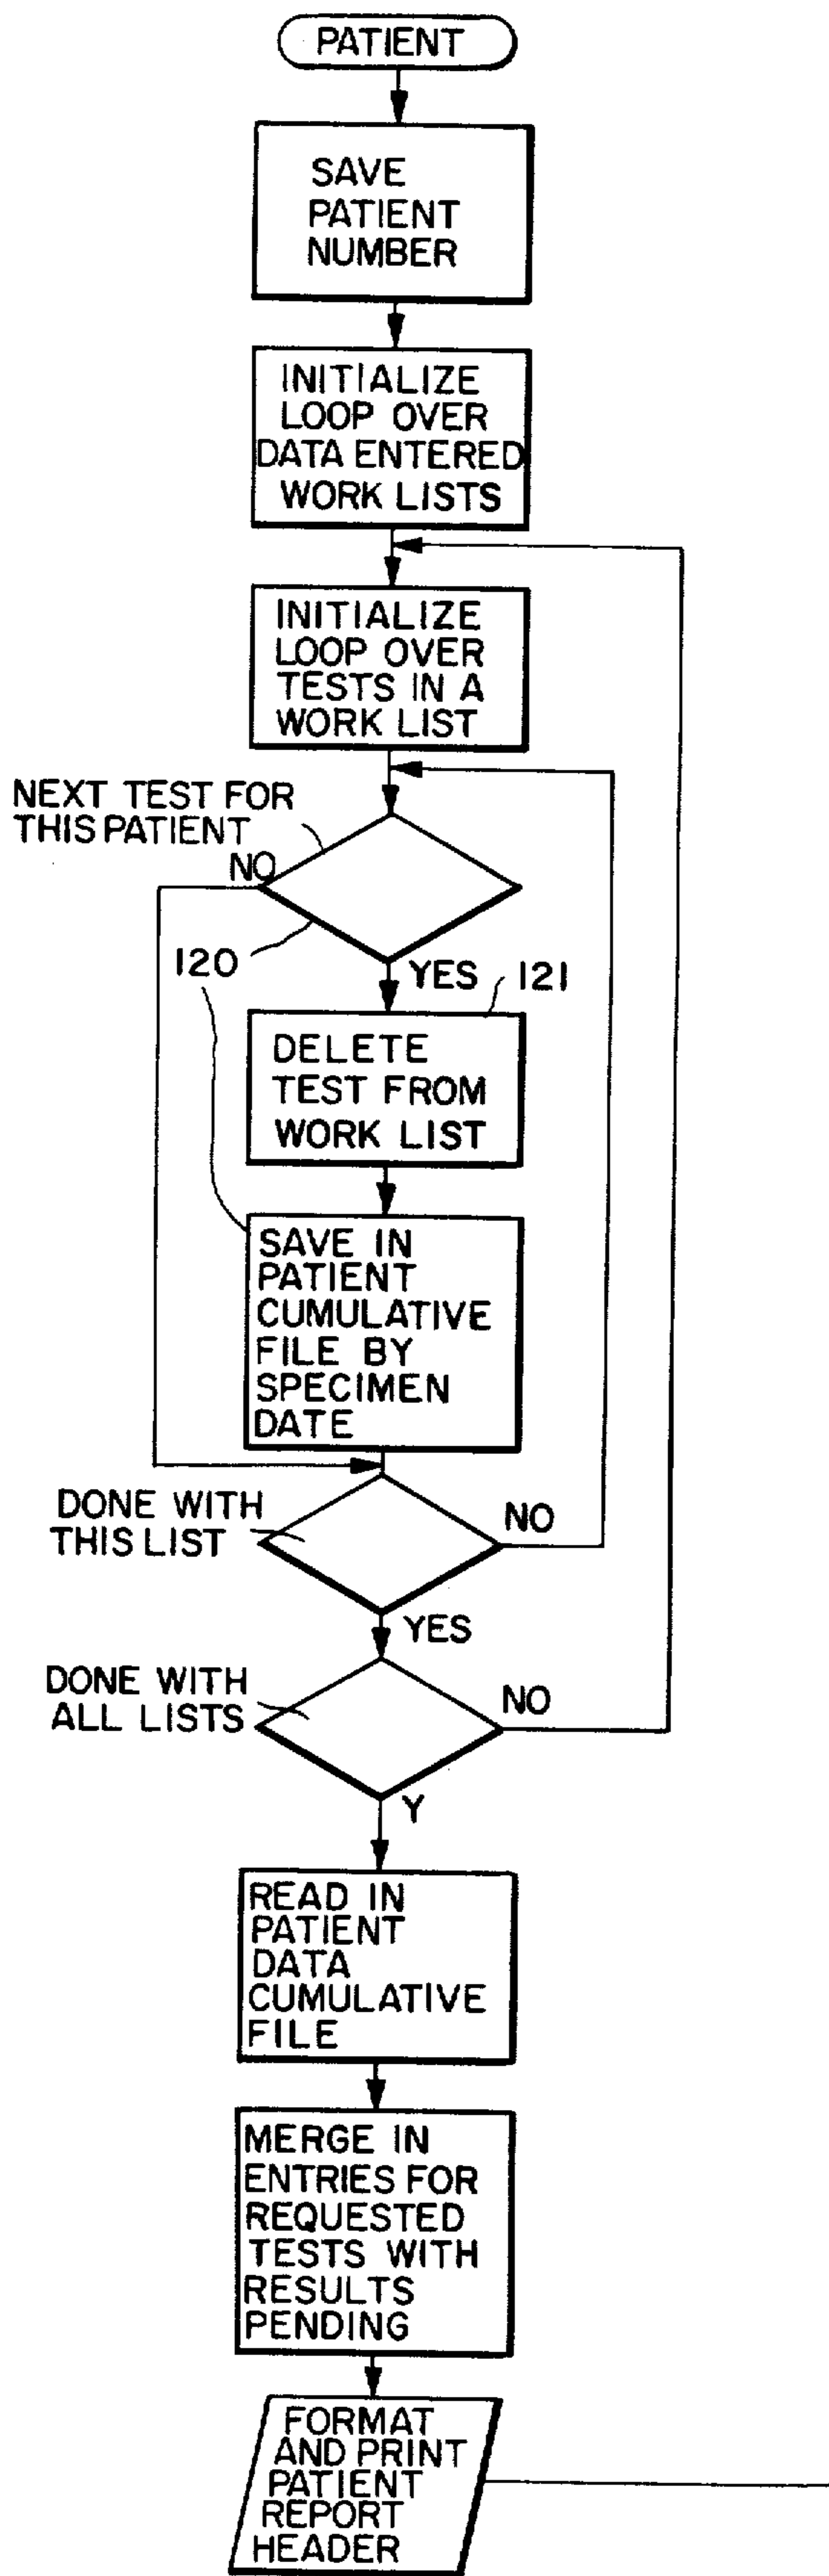 PATIENT
SAVE
PATIENT
NUMBER
INITIALIZE
LOOP OVER
DATA ENTERED
WORK LISTS
INITIALIZE
LOOP OVER
TESTS IN A
WORK LIST
NEXT TEST FOR
THIS PATIENT
NO
120
YES
121
DELETE
TEST FROM
WORK LIST
SAVE IN
PATIENT
CUMULATIVE
FILE BY
SPECIMEN
DATE
DONE WITH
THIS LIST
NO
YES
DONE WITH
ALL LISTS
NO
Y
READ IN
PATIENT
DATA
CUMULATIVE
FILE
MERGE IN
ENTRIES FOR
REQUESTED
TESTS WITH
RESULTS
PENDING
FORMAT
AND PRINT
PATIENT
REPORT
HEADER